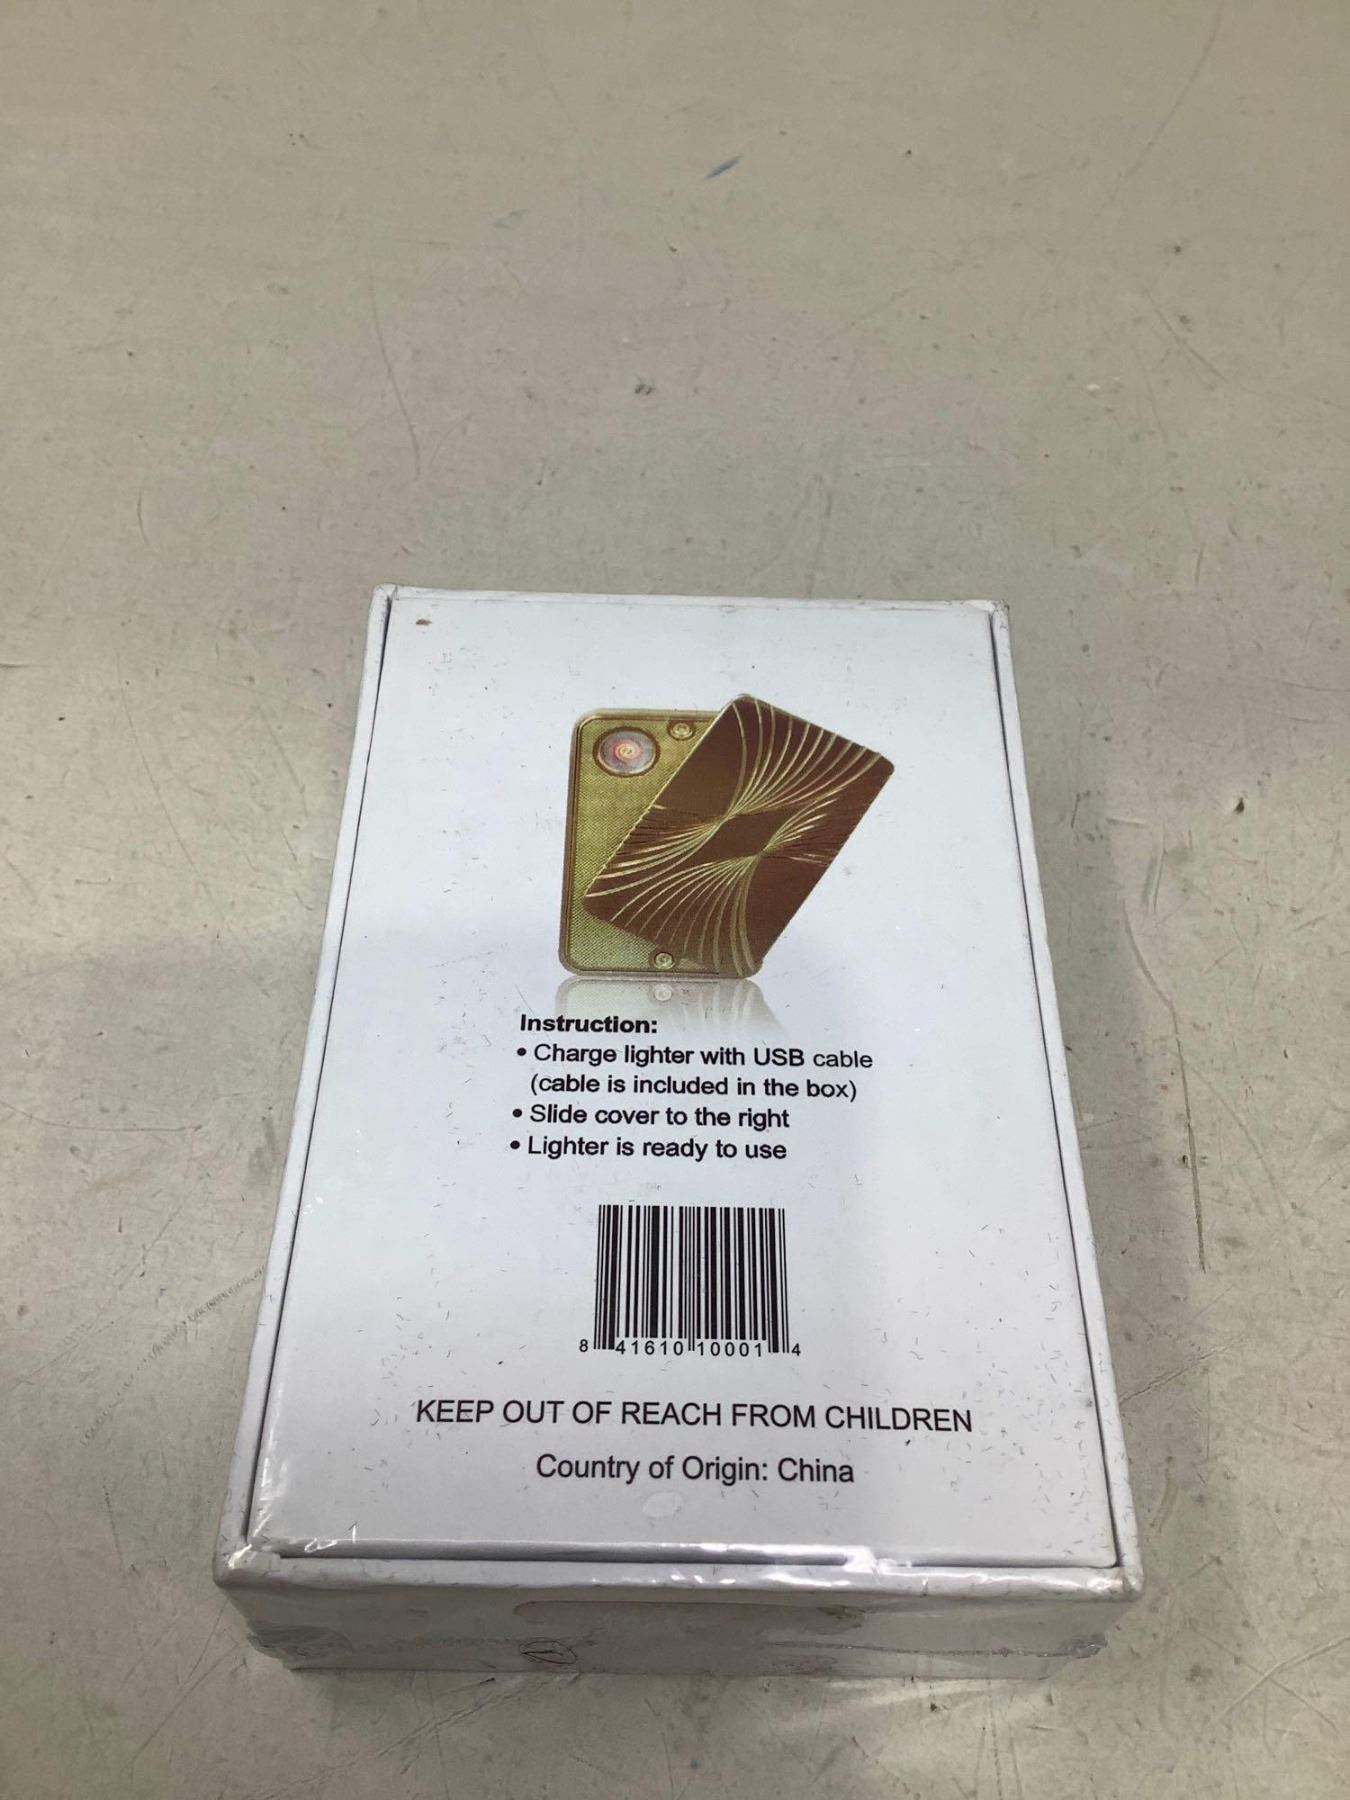 Instruction:
• Charge lighter with USB cable
(cable is included in the box)
• Slide cover to the right
• Lighter is ready to use
8 41610 10001 4
KEEP OUT OF REACH FROM CHILDREN
Country of Origin: China